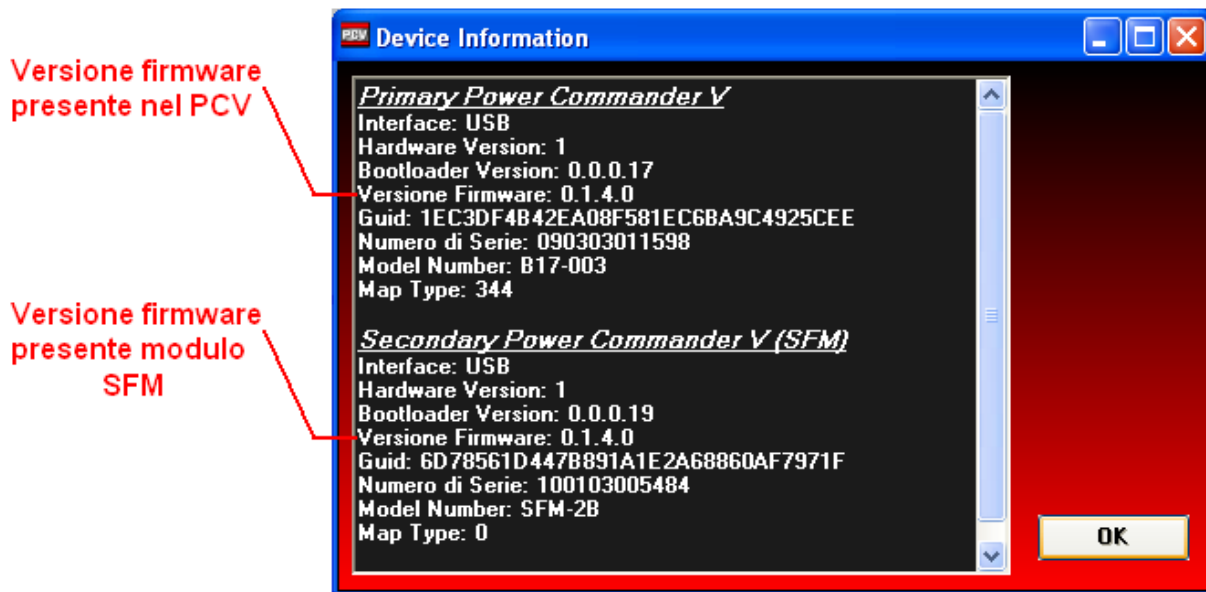 PCV Device Information
Versione firmware
presente nel PCV
Primary Power Commander V
Interface: USB
Hardware Version: 1
Bootloader Version: 0.0.0.17
Versione Firmware: 0.1.4.0
Guid: 1EC3DF4B42EA08F581EC6BA9C4925CEE
Numero di Serie: 090303011598
Model Number: B17-003
Map Type: 344
Versione firmware
presente modulo
SFM
Secondary Power Commander V (SFM)
Interface: USB
Hardware Version: 1
Bootloader Version: 0.0.0.19
Versione Firmware: 0.1.4.0
Guid: 6D78561D447B891A1E2A68860AF7971F
Numero di Serie: 100103005484
Model Number: SFM-2B
Map Type: 0
OK